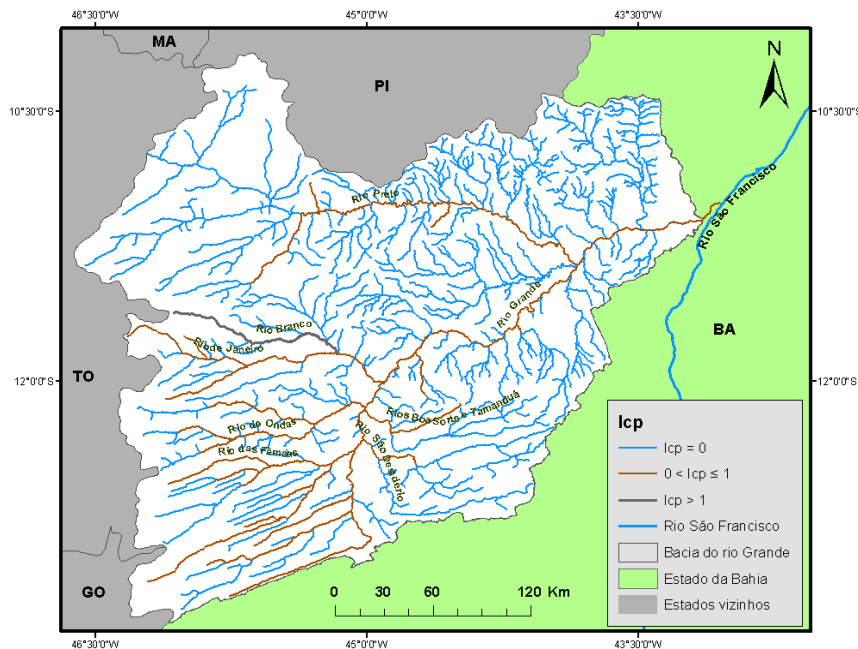 46°30'0"W
45°0'0"W
43°30'0"W
MA
PI
N
10°30'0"S
10°30'0"S
Rio Preto
Rio São Francisco
Rio Grande
Rio Branco
Rio de Janeiro
BA
TO
12°0'0"S
12°0'0"S
Rios Boa Sorte e Tamanduá
Rio de Ondas
Rio São Desidério
Rio das Fêmeas
Icp
Icp = 0
0 < Icp ≤ 1
Icp > 1
Rio São Francisco
Bacia do rio Grande
Estado da Bahia
Estados vizinhos
GO
0 30 60 120 Km
46°30'0"W
45°0'0"W
43°30'0"W